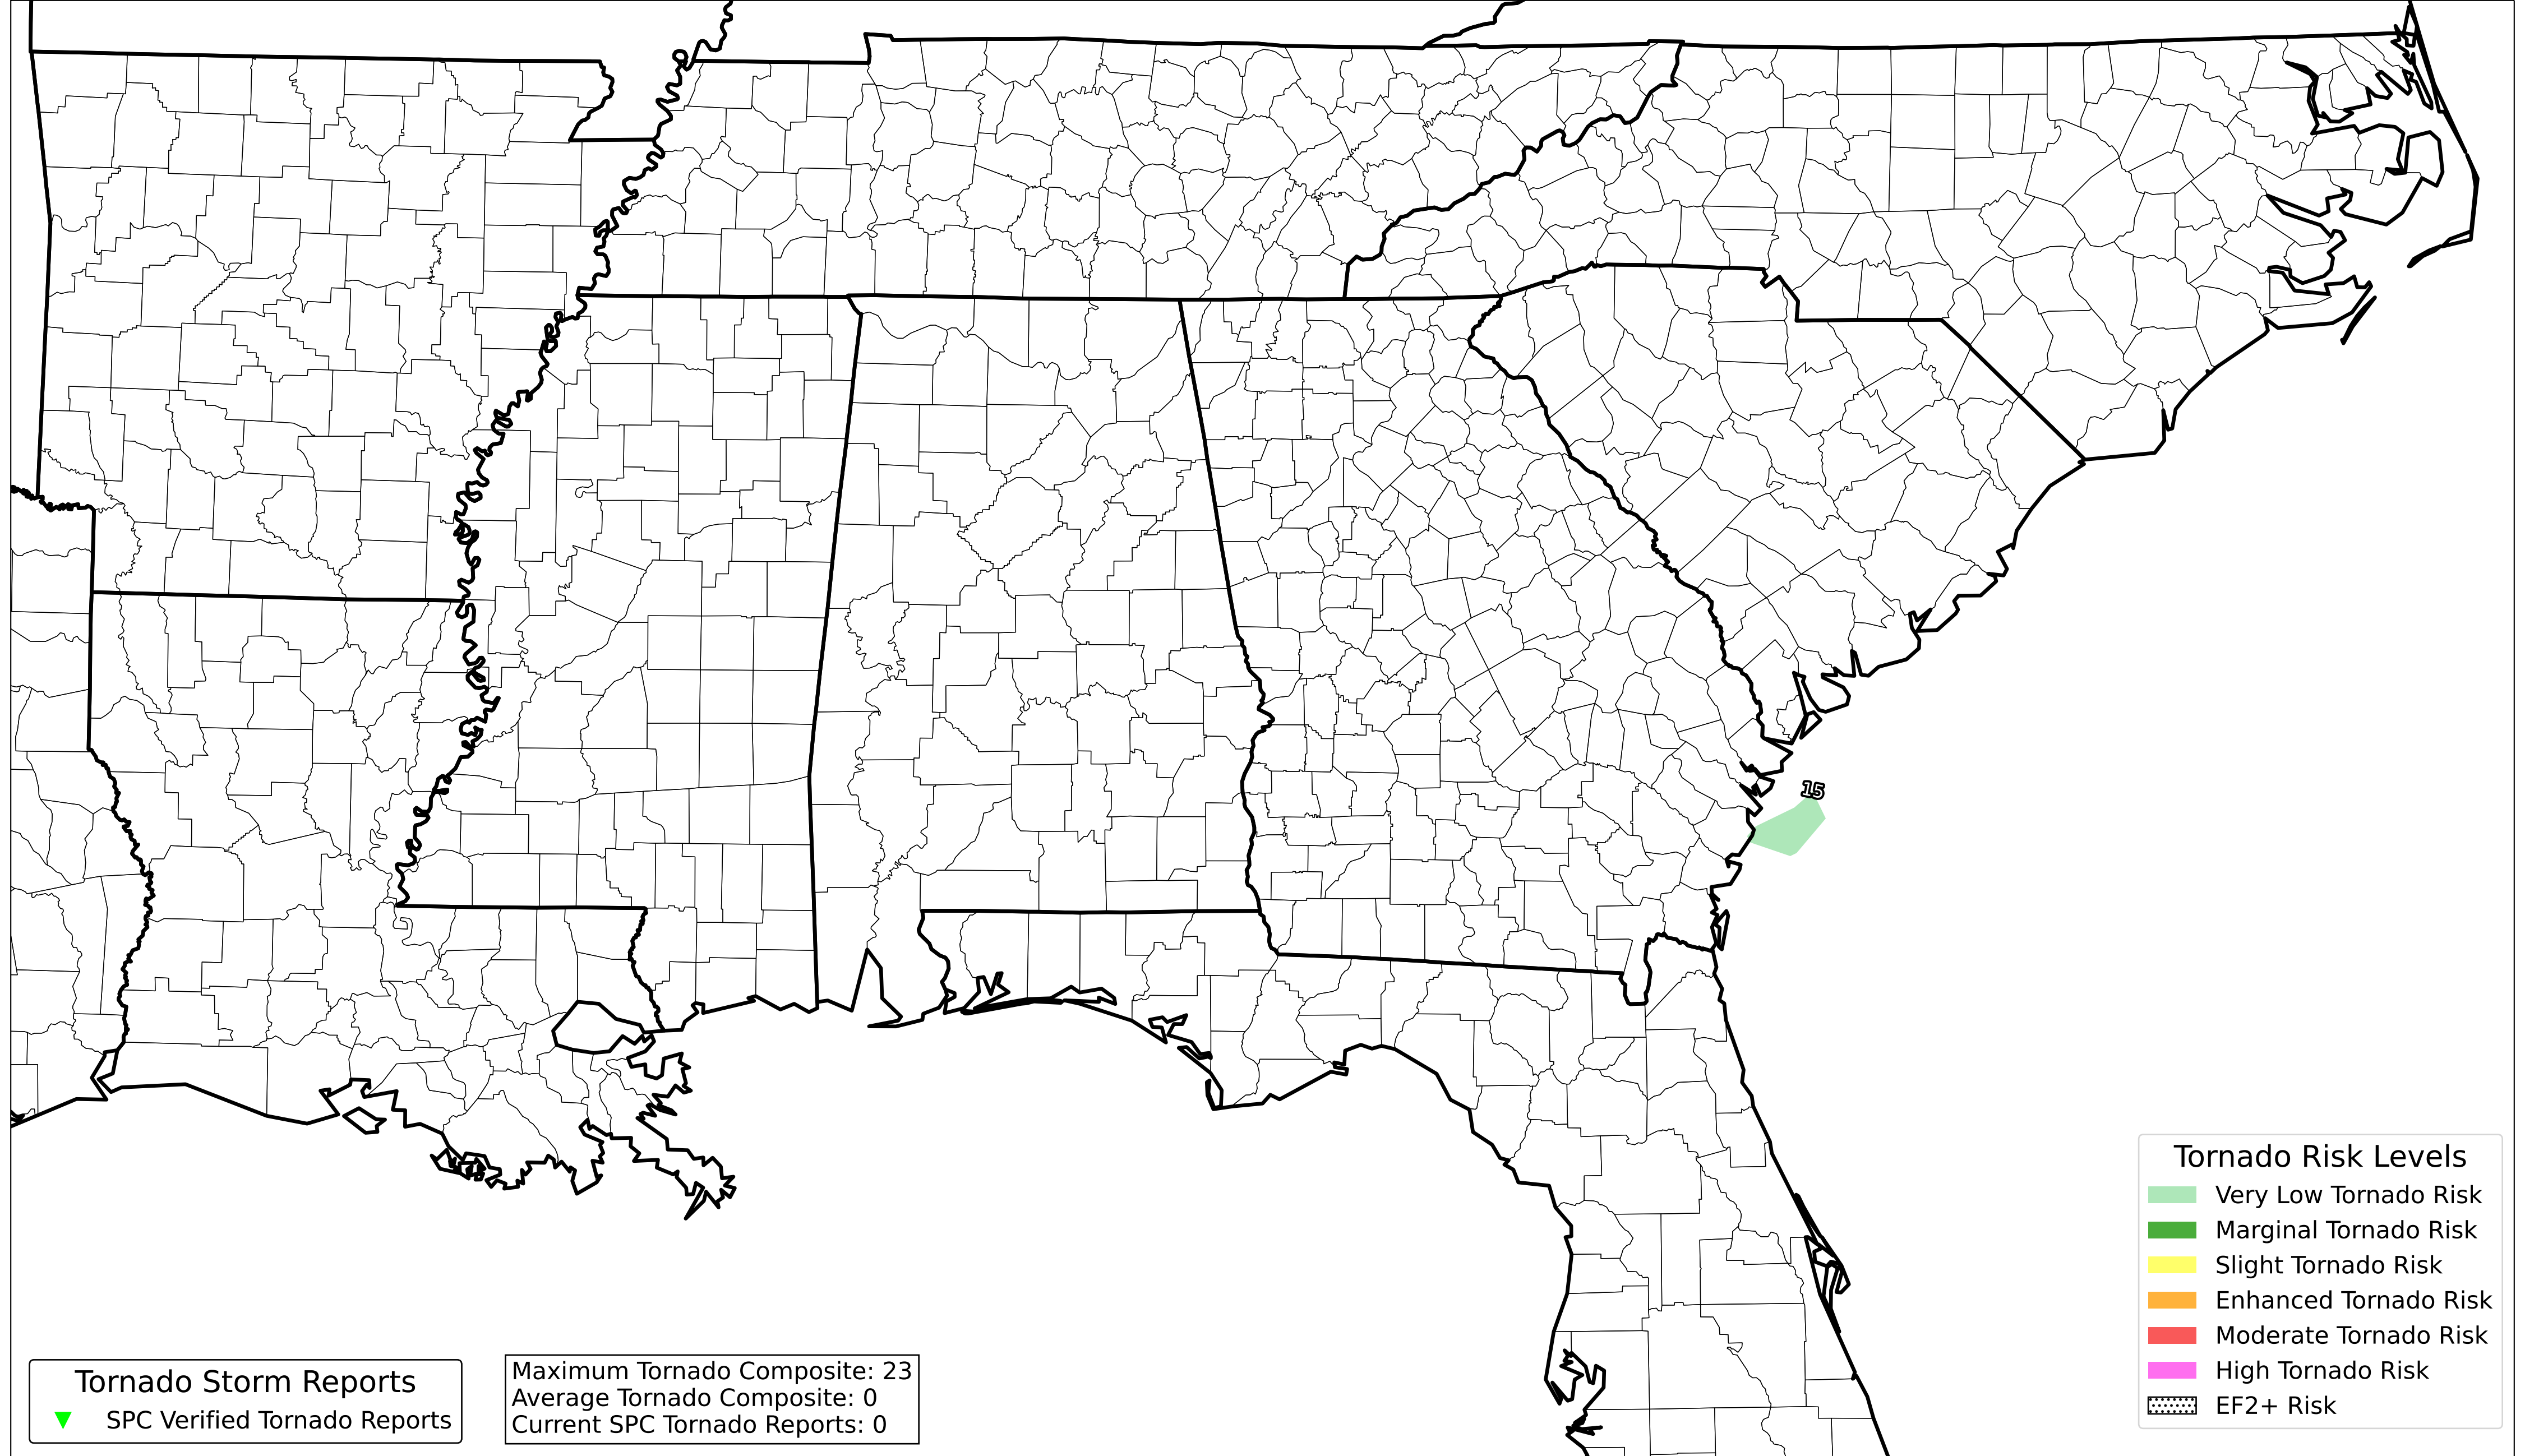 15
Tornado Risk Levels
Very Low Tornado Risk
Marginal Tornado Risk
Slight Tornado Risk
Enhanced Tornado Risk
Moderate Tornado Risk
High Tornado Risk
EF2+ Risk
Tornado Storm Reports
SPC Verified Tornado Reports
Maximum Tornado Composite: 23
Average Tornado Composite: 0
Current SPC Tornado Reports: 0